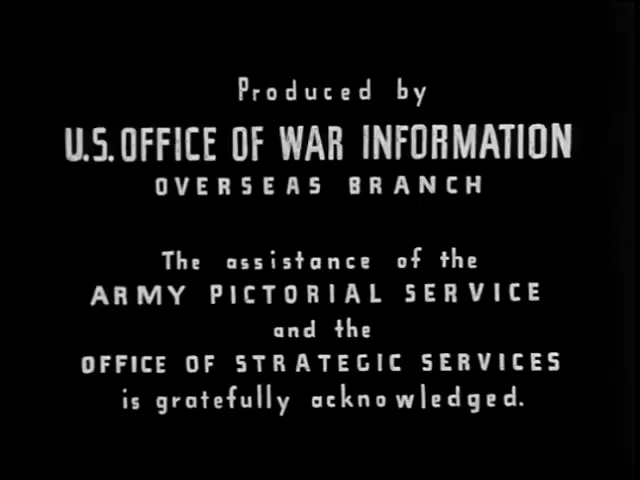 Produced by
U.S. OFFICE OF WAR INFORMATION
OVERSEAS BRANCH
The assistance of the
ARMY PICTORIAL SERVICE
and the
OFFICE OF STRATEGIC SERVICES
is gratefully acknowledged.